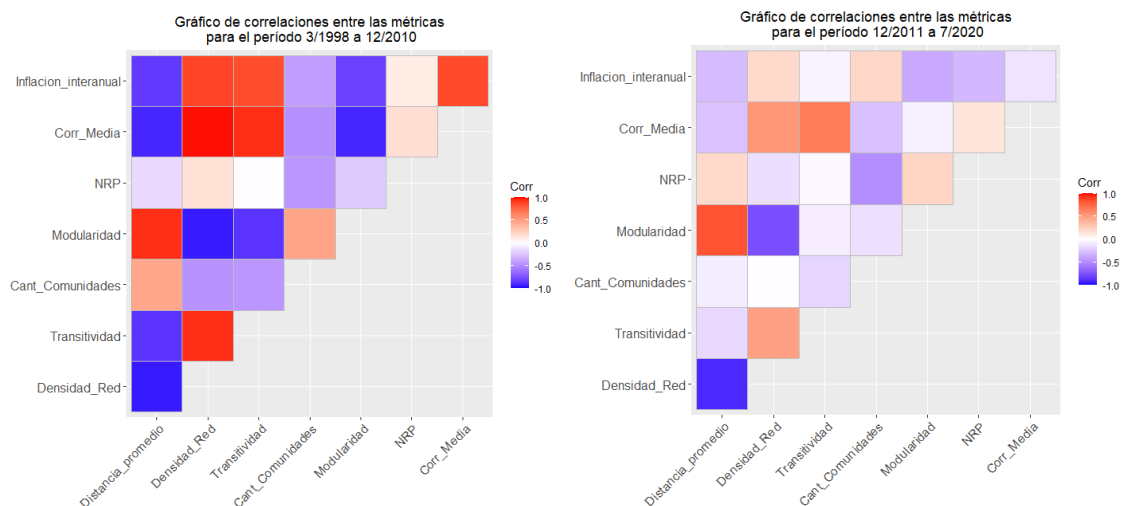 Gráfico de correlaciones entre las métricas
para el período 3/1998 a 12/2010
Inflacion_interanual
Corr_Media
NRP
Modularidad
Cant_Comunidades
Transitividad
Densidad_Red
Distancia_promedio
Densidad_Red
Transitividad
Cant_Comunidades
Modularidad
NRP
Corr_Media
Corr
1.0
0.5
0.0
-0.5
-1.0
Gráfico de correlaciones entre las métricas
para el período 12/2011 a 7/2020
Inflacion_interanual
Corr_Media
NRP
Modularidad
Cant_Comunidades
Transitividad
Densidad_Red
Distancia_promedio
Densidad_Red
Transitividad
Cant_Comunidades
Modularidad
NRP
Corr_Media
Corr
1.0
0.5
0.0
-0.5
-1.0